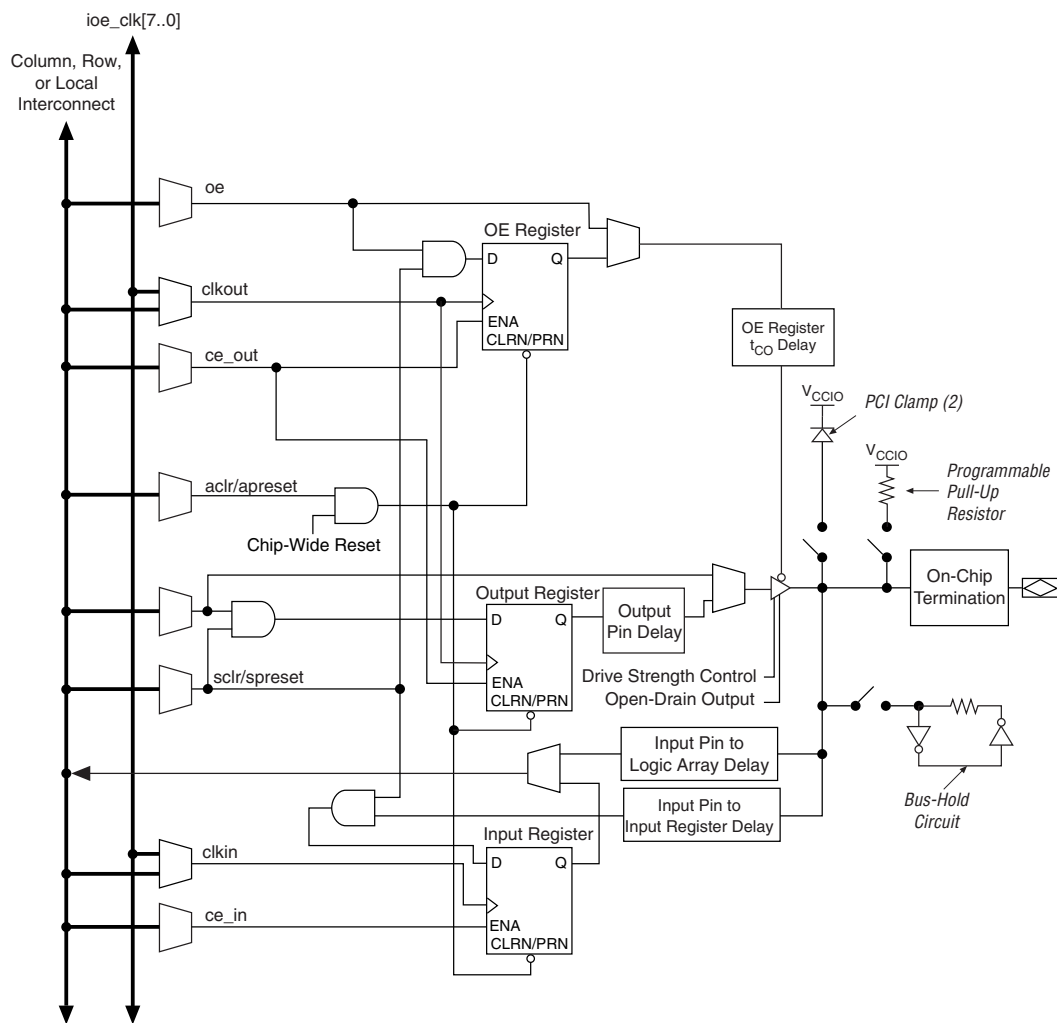 ioe_clk[7..0]
Column, Row,
or Local
Interconnect
oe
OE Register
D Q
clkout
ENA
CLRN/PRN
OE Register
tCO Delay
ce_out
VCCIO
PCI Clamp (2)
VCCIO
Programmable
Pull-Up
Resistor
aclr/apreset
Chip-Wide Reset
On-Chip
Termination
Output Register
D Q
Output
Pin Delay
ENA
CLRN/PRN
sclr/spreset
Drive Strength Control
Open-Drain Output
Input Pin to
Logic Array Delay
Bus-Hold
Circuit
Input Pin to
Input Register Delay
Input Register
D Q
clkin
ce_in
ENA
CLRN/PRN